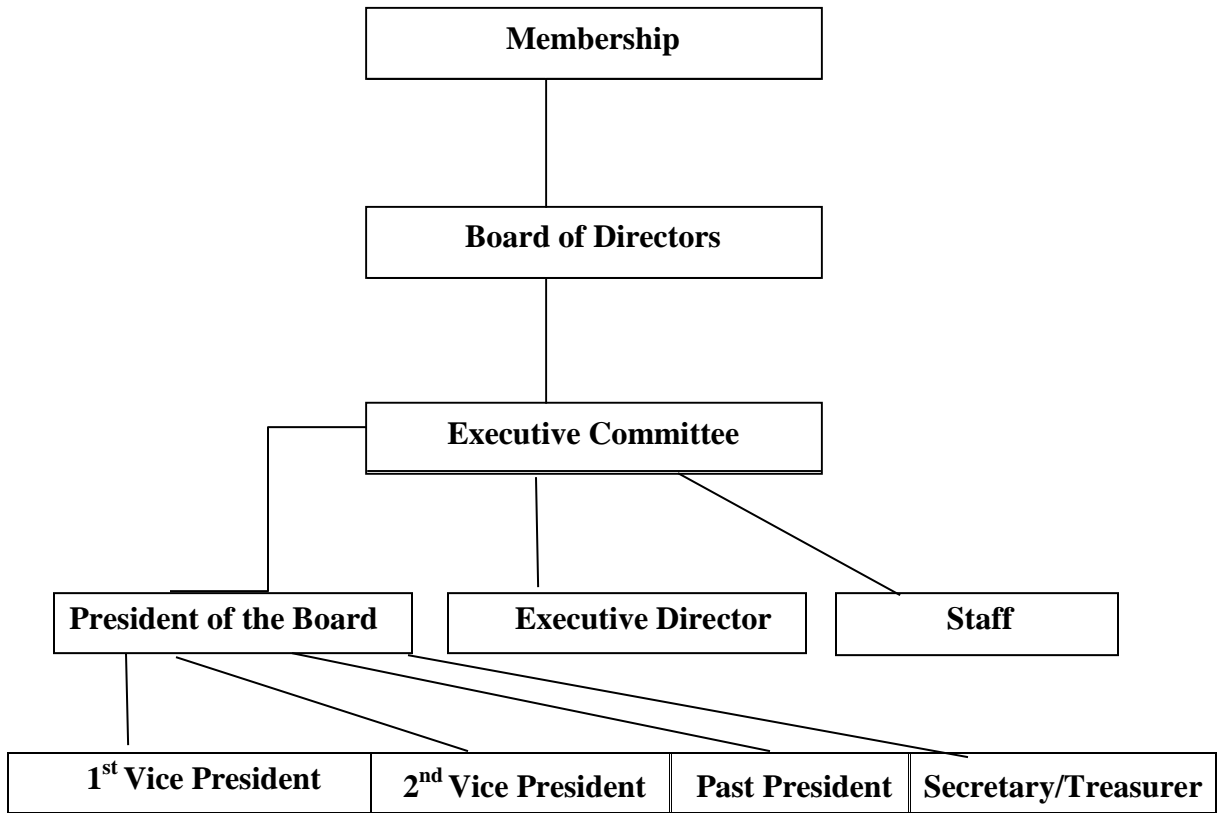 Membership
Board of Directors
Executive Committee
President of the Board
Executive Director
Staff
1st Vice President
2nd Vice President
Past President
Secretary/Treasurer